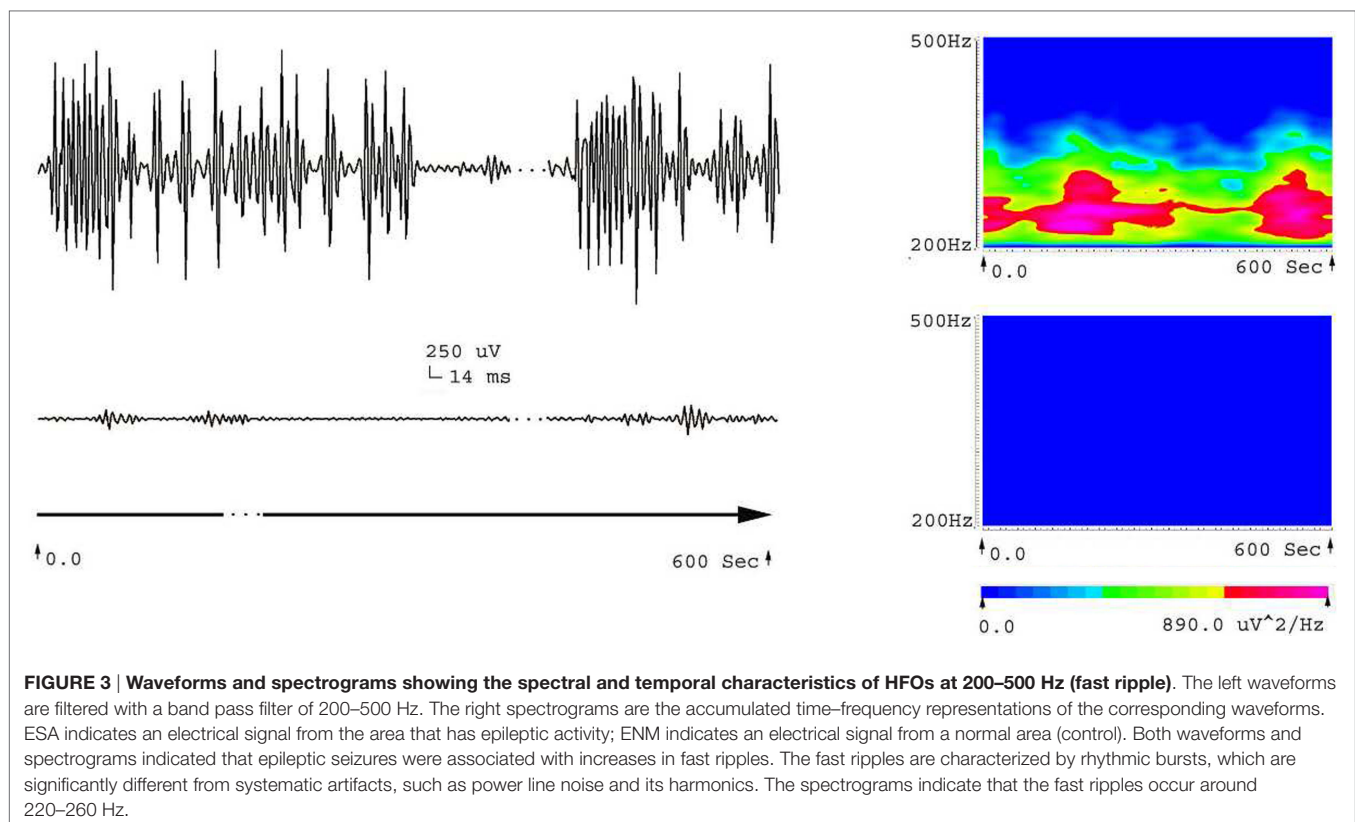 500Hz
200Hz
0.0 600 Sec
250 uV
14 ms
500Hz
200Hz
0.0 600 Sec
0.0 600 Sec
0.0 890.0 uV^2/Hz
FIGURE 3 | Waveforms and spectrograms showing the spectral and temporal characteristics of HFOs at 200–500 Hz (fast ripple). The left waveforms
are filtered with a band pass filter of 200–500 Hz. The right spectrograms are the accumulated time–frequency representations of the corresponding waveforms.
ESA indicates an electrical signal from the area that has epileptic activity; ENM indicates an electrical signal from a normal area (control). Both waveforms and
spectrograms indicated that epileptic seizures were associated with increases in fast ripples. The fast ripples are characterized by rhythmic bursts, which are
significantly different from systematic artifacts, such as power line noise and its harmonics. The spectrograms indicate that the fast ripples occur around
220–260 Hz.